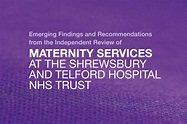 Emerging Findings and Recommendations
from the Independent Review of
MATERNITY SERVICES
AT THE SHREWSBURY
AND TELFORD HOSPITAL
NHS TRUST